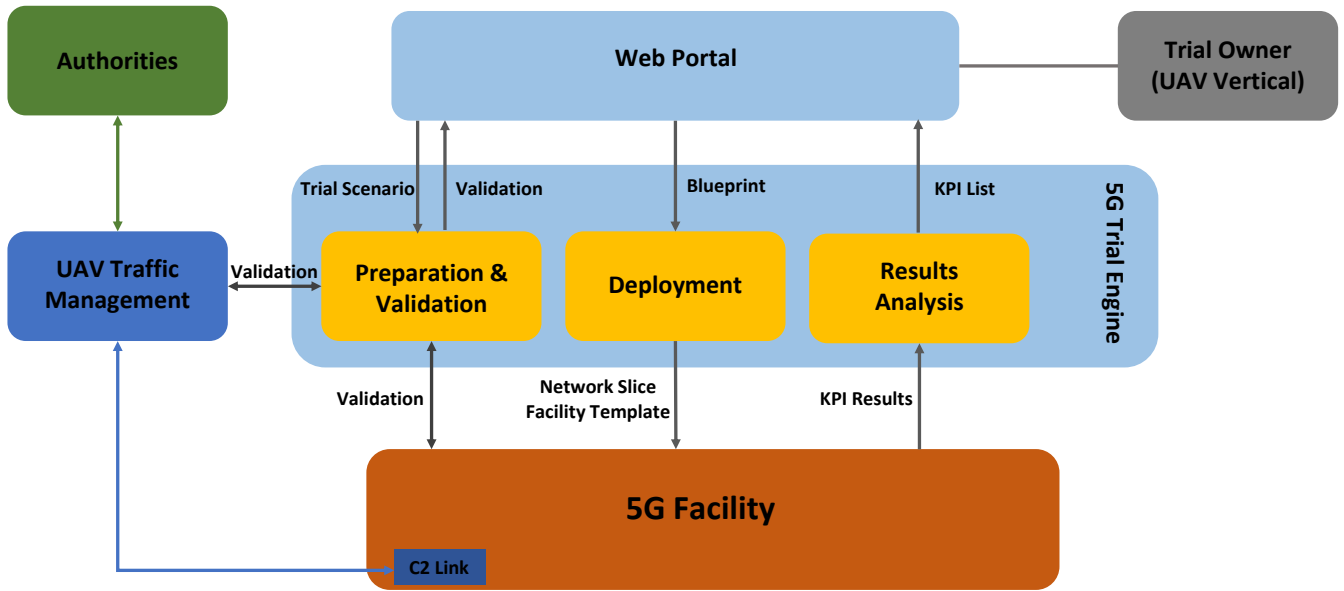 Authorities
Web Portal
Trial Owner
(UAV Vertical)
Trial Scenario
Validation
Blueprint
KPI List
5G Trial Engine
UAV Traffic
Management
Validation
Preparation &
Validation
Deployment
Results
Analysis
Validation
Network Slice
Facility Template
KPI Results
5G Facility
C2 Link